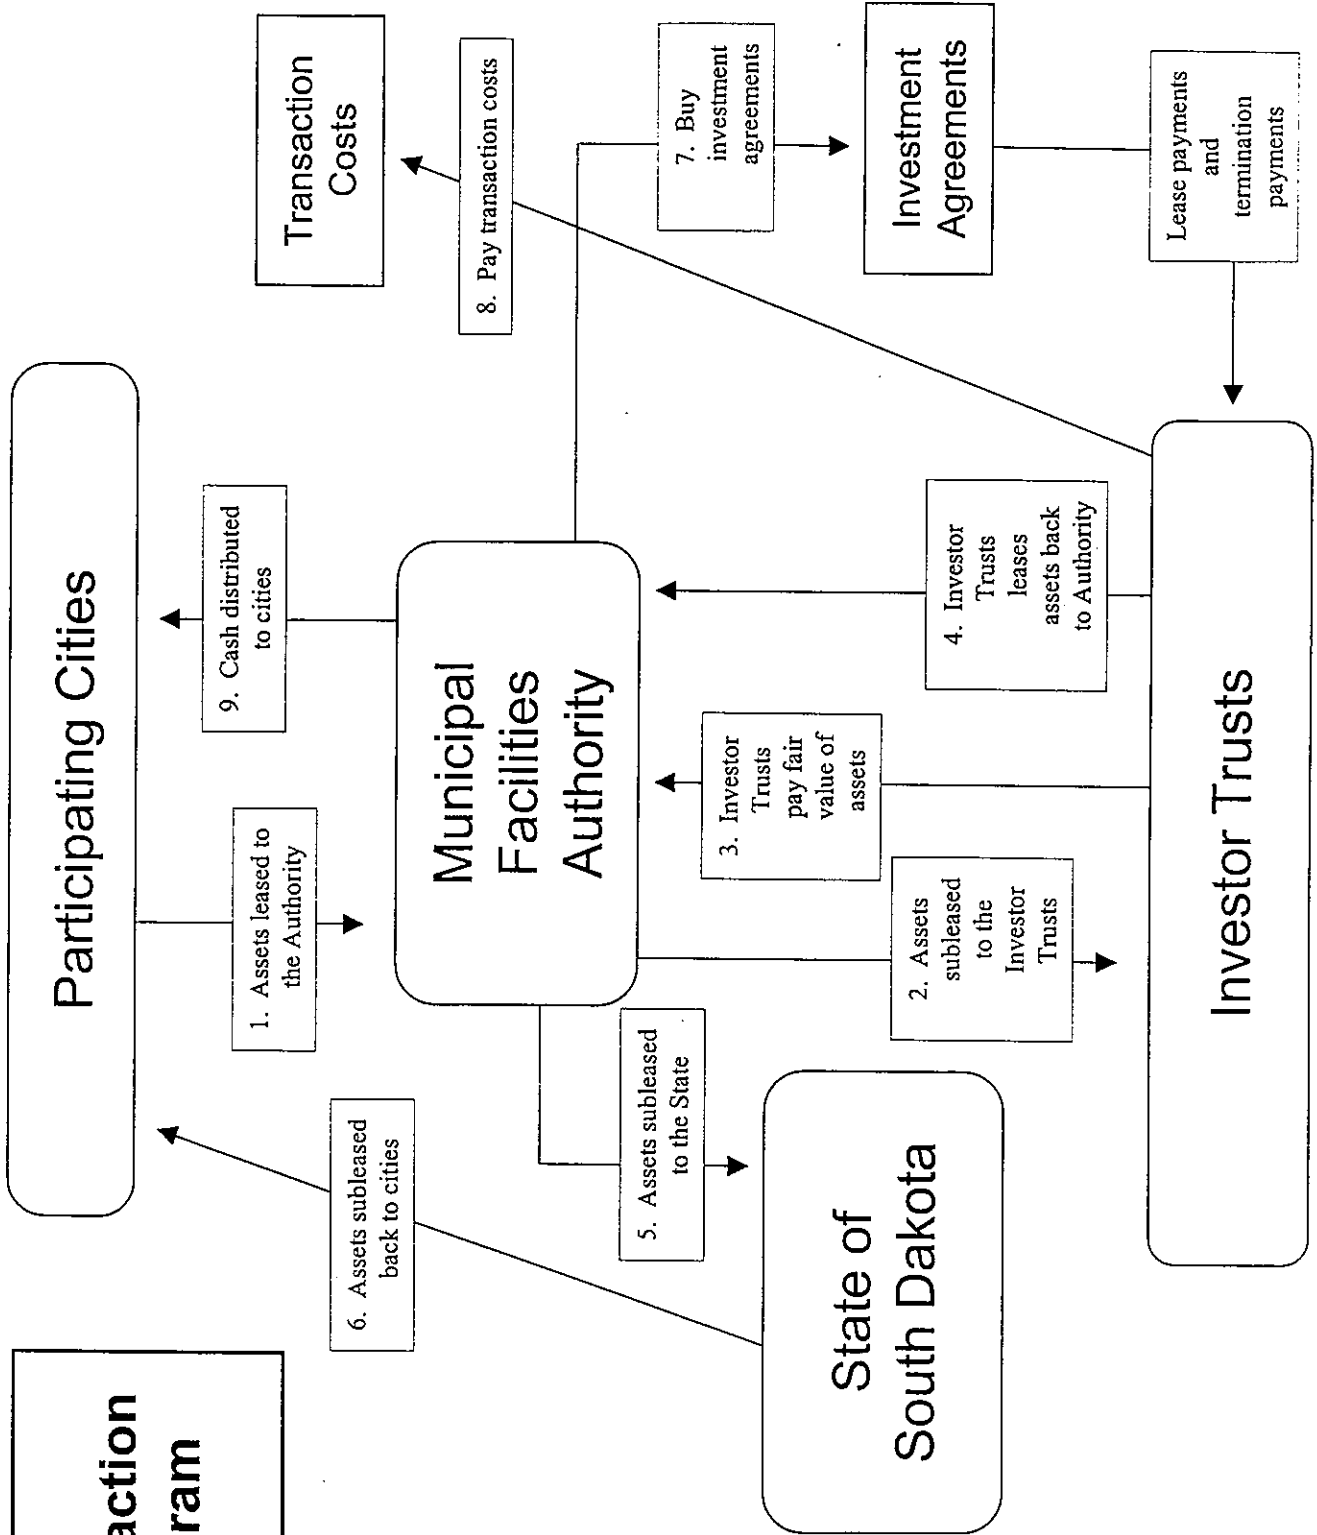 action
ram
Participating Cities
6. Assets subleased
back to cities
1. Assets leased to
the Authority
9. Cash distributed
to cities
Transaction
Costs
8. Pay transaction costs
Municipal
Facilities
Authority
5. Assets subleased
to the State
7. Buy
investment
agreements
State of
South Dakota
2. Assets
subleased
to the
Investor
Trusts
3. Investor
Trusts
pay fair
value of
assets
4. Investor
Trusts
leases
assets back
to Authority
Investment
Agreements
Lease payments
and
termination
payments
Investor Trusts